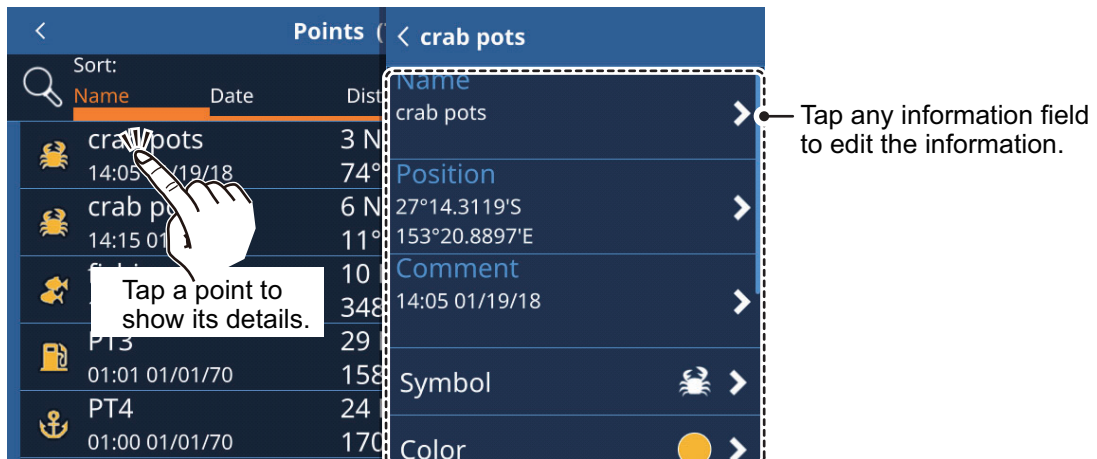 Points (
Sort:
Name Date Dist
crab pots 3 N
14:05 01/19/18 74°
crab po 6 N
14:15 01 11°
10
348
PT3 29
01:01 01/01/70 158
PT4 24
01:00 01/01/70 170
Tap a point to
show its details.
crab pots
Name
crab pots
Position
27°14.3119'S
153°20.8897'E
Comment
14:05 01/19/18
Symbol
Color
Tap any information field
to edit the information.